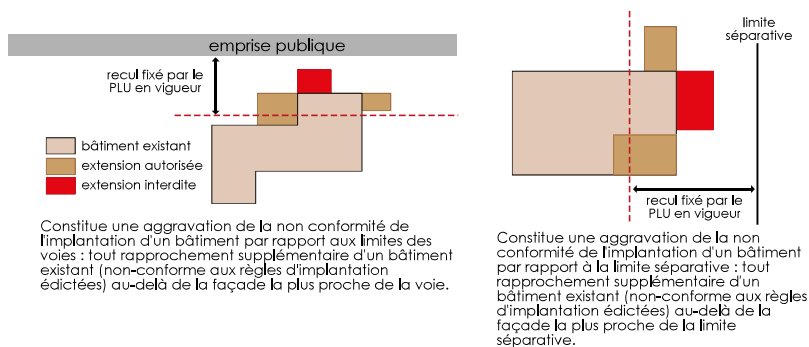 emprise publique
recul fixé par le
PLU en vigueur
bâtiment existant
extension autorisée
extension interdite
Constitue une aggravation de la non conformité de
l'implantation d'un bâtiment par rapport aux limites des
voies : tout rapprochement supplémentaire d'un bâtiment
existant (non-conforme aux règles d'implantation
édictées) au-delà de la façade la plus proche de la voie.
limite
séparative
recul fixé par le
PLU en vigueur
Constitue une aggravation de la non
conformité de l'implantation d'un bâtiment
par rapport à la limite séparative : tout
rapprochement supplémentaire d'un
bâtiment existant (non-conforme aux règles
d'implantation édictées) au-delà de la
façade la plus proche de la limite
séparative.